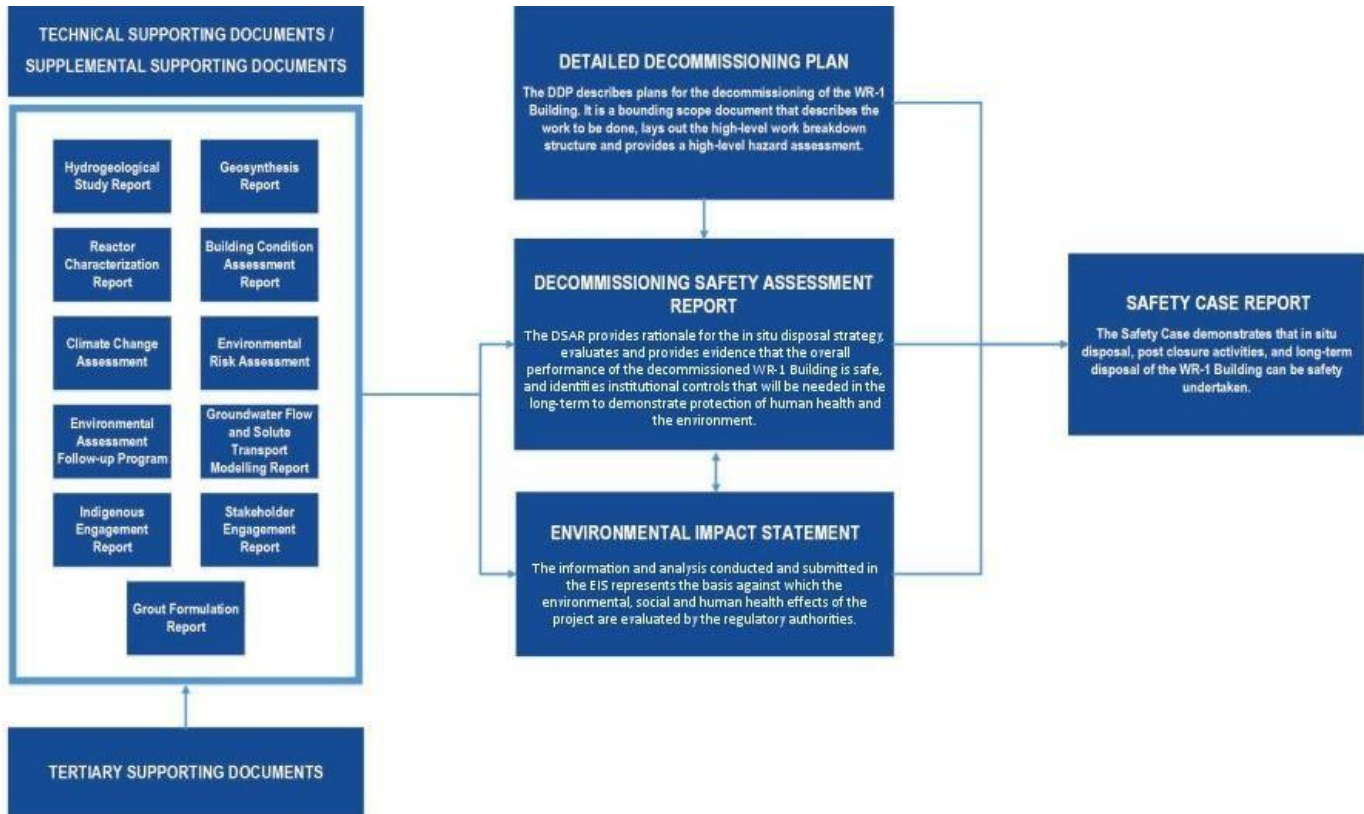 TECHNICAL SUPPORTING DOCUMENTS /
SUPPLEMENTAL SUPPORTING DOCUMENTS
Hydrogeological
Study Report
Geosynthesis
Report
Reactor
Characterization
Report
Building Condition
Assessment
Report
Climate Change
Assessment
Environmental
Risk Assessment
Environmental
Assessment
Follow-up Program
Groundwater Flow
and Solute
Transport
Modelling Report
Indigenous
Engagement
Report
Stakeholder
Engagement
Report
Grout Formulation
Report
TERTIARY SUPPORTING DOCUMENTS
DETAILED DECOMMISSIONING PLAN
The DDP describes plans for the decommissioning of the WR-1
Building. It is a bounding scope document that describes the
work to be done, lays out the high-level work breakdown
structure and provides a high-level hazard assessment.
DECOMMISSIONING SAFETY ASSESSMENT
REPORT
The DSAR provides rationale for the in situ disposal strategy,
evaluates and provides evidence that the overall
performance of the decommissioned WR-1 Building is safe,
and identifies institutional controls that will be needed in the
long-term to demonstrate protection of human health and
the environment.
ENVIRONMENTAL IMPACT STATEMENT
The information and analysis conducted and submitted in
the EIS represents the basis against which the
environmental, social and human health effects of the
project are evaluated by the regulatory authorities.
SAFETY CASE REPORT
The Safety Case demonstrates that in situ
disposal, post closure activities, and long-term
disposal of the WR-1 Building can be safety
undertaken.